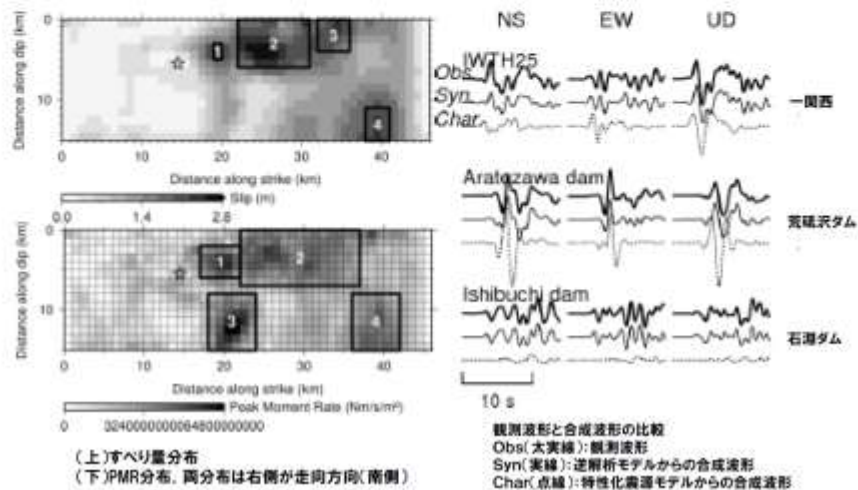 NS EW UD
0
Distance along dip (km)
10
1 2 3 4
0 10 20 30 40
Distance along strike (km)
Slip (m)
0.0 1.4 2.8
0
Distance along dip (km)
10
1 2 3 4
0 10 20 30 40
Distance along strike (km)
Peak Moment Rate (Nm/s/m²)
0 32400000000064800000000
(上)すべり量分布
(下)PMR分布, 両分布は右側が走向方向(南側)
IWTH25
Obs
Syn
Char.
一関西
Aratozawa dam
荒砥沢ダム
Ishibuchi dam
石淵ダム
10 s
観測波形と合成波形の比較
Obs(太実線):観測波形
Syn(実線):逆解析モデルからの合成波形
Char(点線):特性化震源モデルからの合成波形